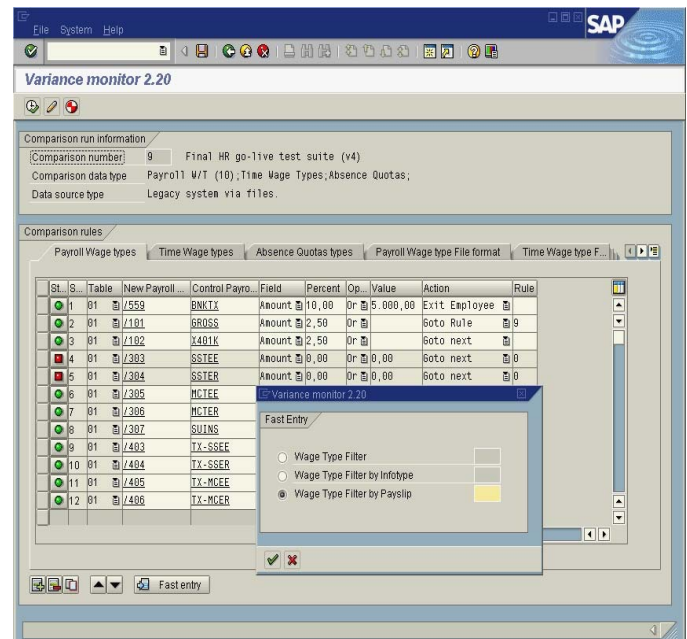 File System Help
SAP
Variance monitor 2.20
Comparison run information
Comparison number 9 Final HR go-live test suite (v4)
Comparison data type Payroll W/T (10);Time Wage Types;Absence Quotas;
Data source type Legacy system via files.
Comparison rules
Payroll Wage types Time Wage types Absence Quotas types Payroll Wage type File format Time Wage type F...
St... S... Table New Payroll ... Control Payro... Field Percent Op... Value Action Rule
1 01 /559 BNKTX Amount 10,00 Or 5.000,00 Exit Employee
2 01 /101 GROSS Amount 2,50 Or Goto Rule 9
3 01 /102 X401K Amount 2,50 Or Goto next
4 01 /303 SSTEE Amount 0,00 Or 0,00 Goto next 0
5 01 /304 SSTER Amount 0,00 Or 0,00 Goto next 0
6 01 /305 MCTEE
7 01 /306 MCTER
8 01 /307 SUINS
9 01 /403 TX-SSEE
10 01 /404 TX-SSER
11 01 /405 TX-MCEE
12 01 /406 TX-MCER
Variance monitor 2.20
Fast Entry
Wage Type Filter
Wage Type Filter by Infotype
Wage Type Filter by Payslip
Fast entry